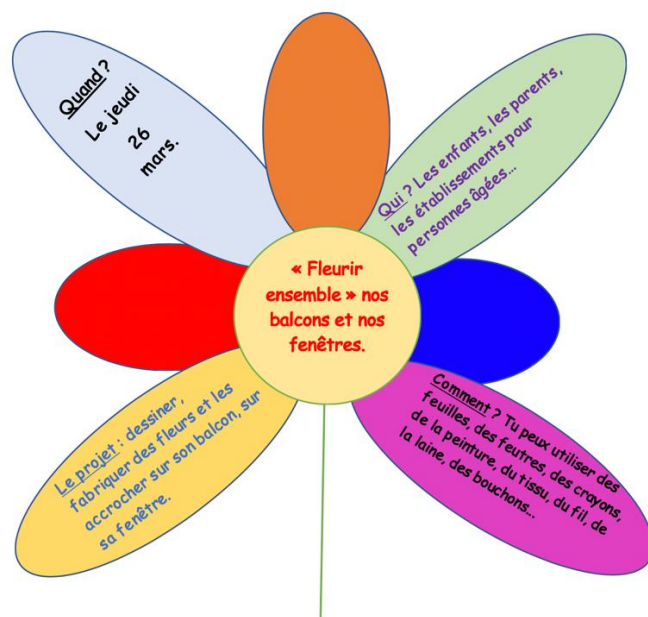 Quand ?
Le jeudi
26
mars.
Qui ? Les enfants, les parents,
les établissements pour
personnes âgées...
« Fleurir
ensemble » nos
balcons et nos
fenêtres.
Le projet : dessiner,
fabriquer des fleurs et les
accrocher sur son balcon, sur
sa fenêtre.
Comment ? Tu peux utiliser des
feuilles, des feutres, des crayons,
de la peinture, du tissu, du fil, de
la laine, des bouchons...